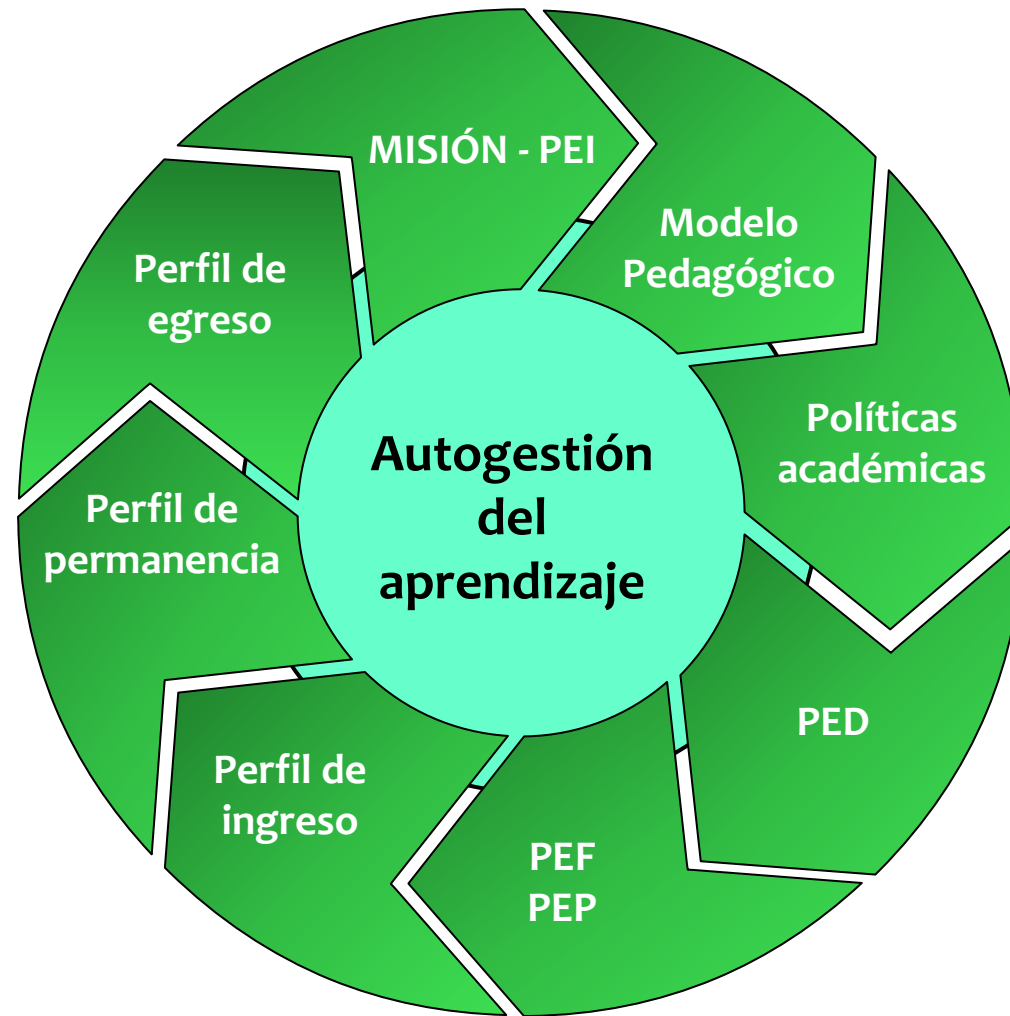 MISIÓN - PEI
Modelo
Pedagógico
Políticas
académicas
PED
PEF
PEP
Perfil de
ingreso
Perfil de
permanencia
Perfil de
egreso
Autogestión
del
aprendizaje